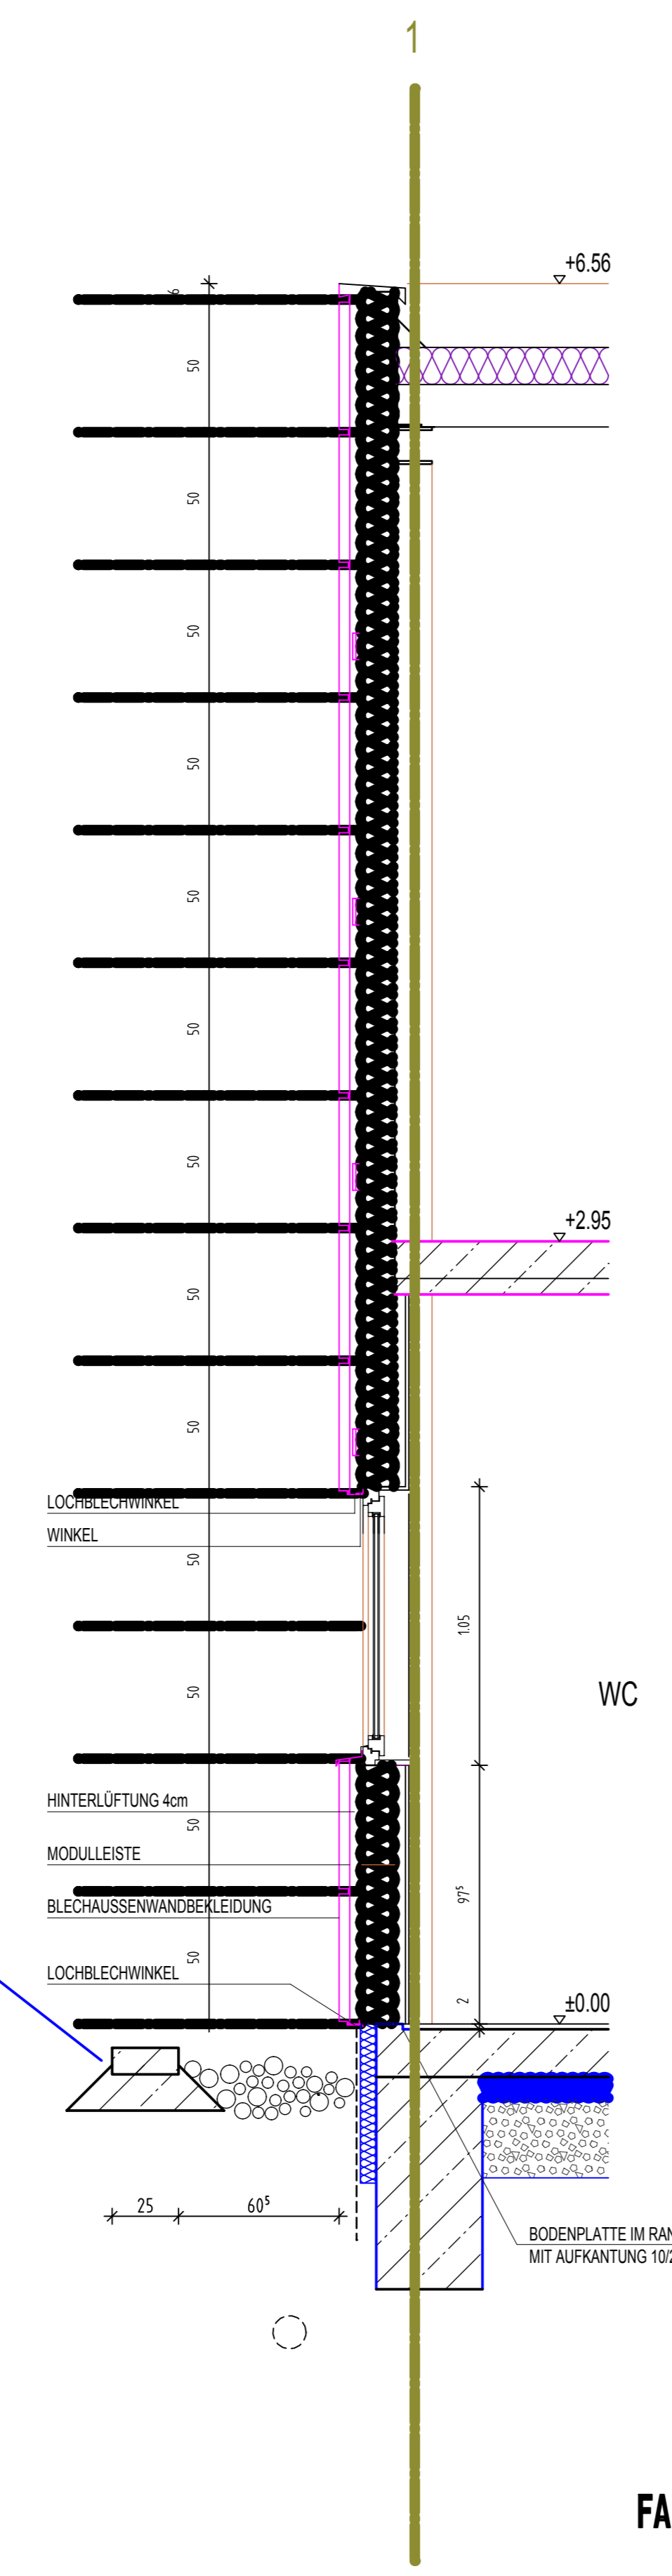 1
+6.56
6
50
50
50
50
50
50
50
+2.95
50
50
LOCHBLECHWINKEL
WINKEL
50
1.05
50
WC
HINTERLÜFTUNG 4cm
50
MODULLEISTE
97⁵
BLECHAUSSENWANDBEKLEIDUNG
50
LOCHBLECHWINKEL
2
±0.00
25
60⁵
BODENPLATTE IM RAN
MIT AUFKANTUNG 10/2
FA